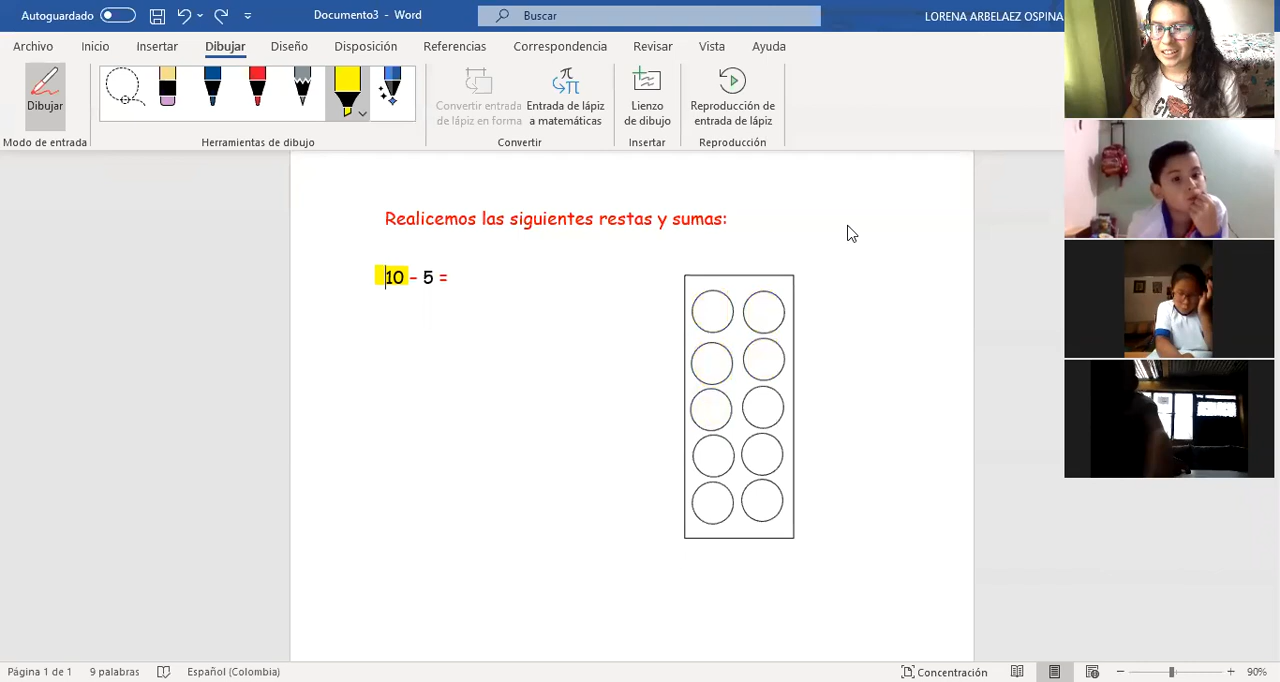 Autoguardado
Documento3 - Word
Buscar
LORENA ARBELAEZ OSPINA
Archivo Inicio Insertar Dibujar Diseño Disposición Referencias Correspondencia Revisar Vista Ayuda
Dibujar
Convertir entrada de lápiz en forma
Entrada de lápiz a matemáticas
Lienzo de dibujo
Reproducción de entrada de lápiz
Modo de entrada
Herramientas de dibujo
Convertir
Insertar
Reproducción
Realicemos las siguientes restas y sumas:
10 - 5 =
Página 1 de 1
9 palabras
Español (Colombia)
Concentración
90%